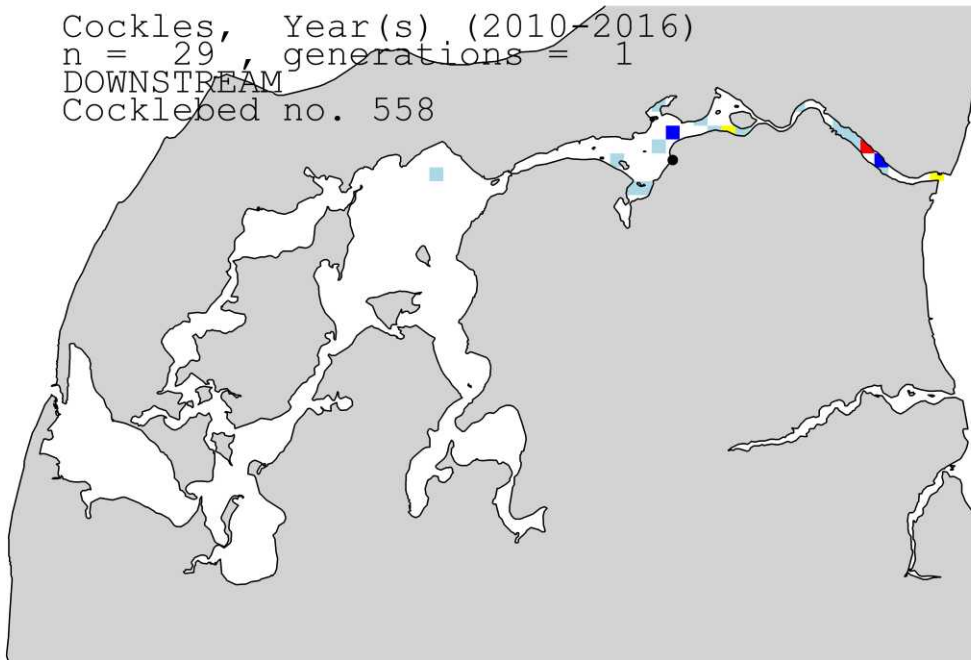 Cockles,  Year(s) (2010-2016)
n =  29 , generations =  1
DOWNSTREAM
Cocklebed no. 558